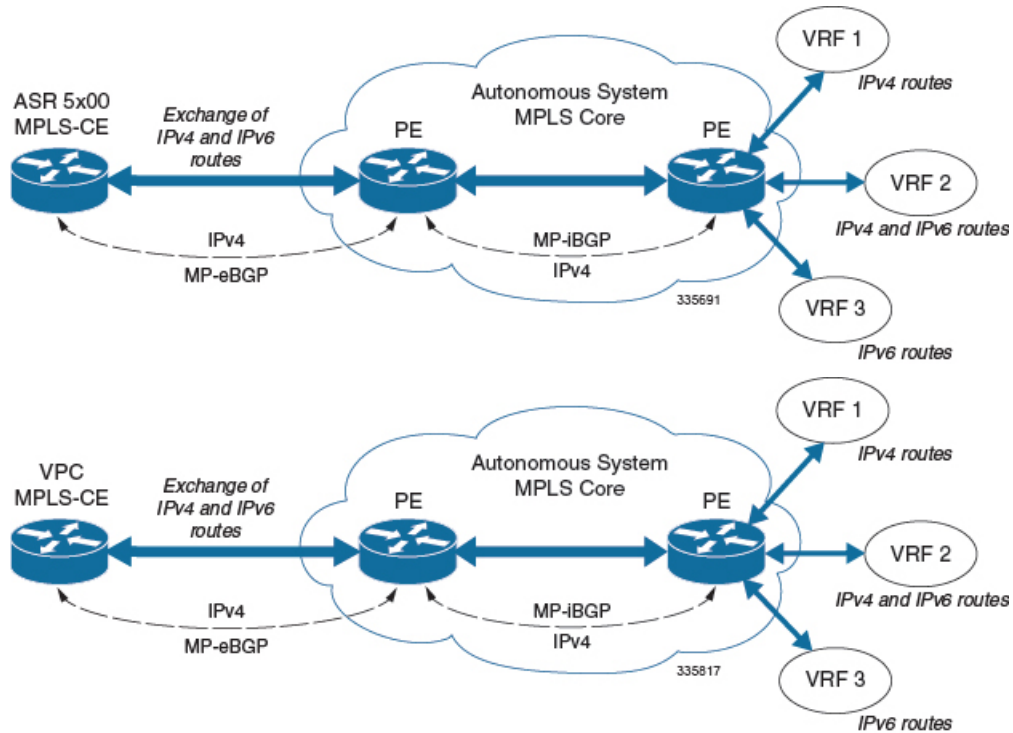 VRF 1
IPv4 routes
ASR 5x00
MPLS-CE
Exchange of
IPv4 and IPv6
routes
Autonomous System
MPLS Core
PE
PE
VRF 2
IPv4 and IPv6 routes
IPv4
MP-eBGP
MP-iBGP
IPv4
335691
VRF 3
IPv6 routes
VRF 1
IPv4 routes
VPC
MPLS-CE
Exchange of
IPv4 and IPv6
routes
Autonomous System
MPLS Core
PE
PE
VRF 2
IPv4 and IPv6 routes
IPv4
MP-eBGP
MP-iBGP
IPv4
335817
VRF 3
IPv6 routes